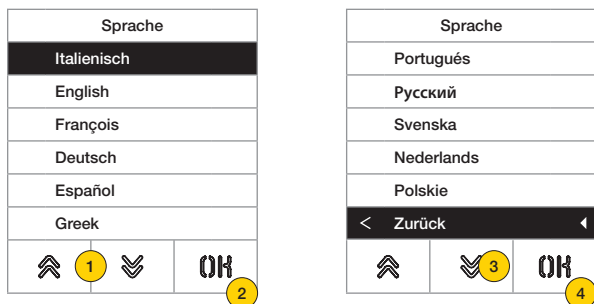 Sprache
Italienisch
English
Français
Deutsch
Español
Greek
1
OK
2
Sprache
Portugués
Русский
Svenska
Nederlands
Polskie
< Zurück
3
OK
4